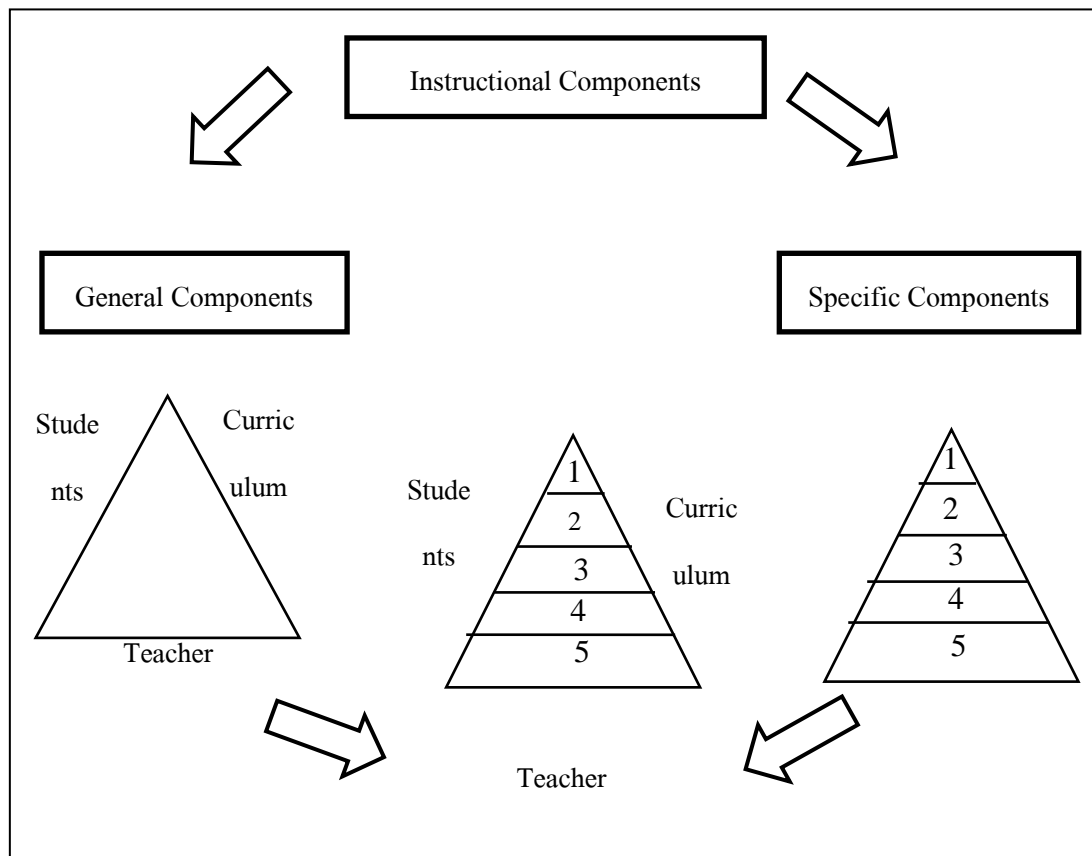 Instructional Components
General Components
Specific Components
Stude
nts
Curric
ulum
Teacher
Stude
nts
1
2
3
4
5
Curric
ulum
Teacher
1
2
3
4
5